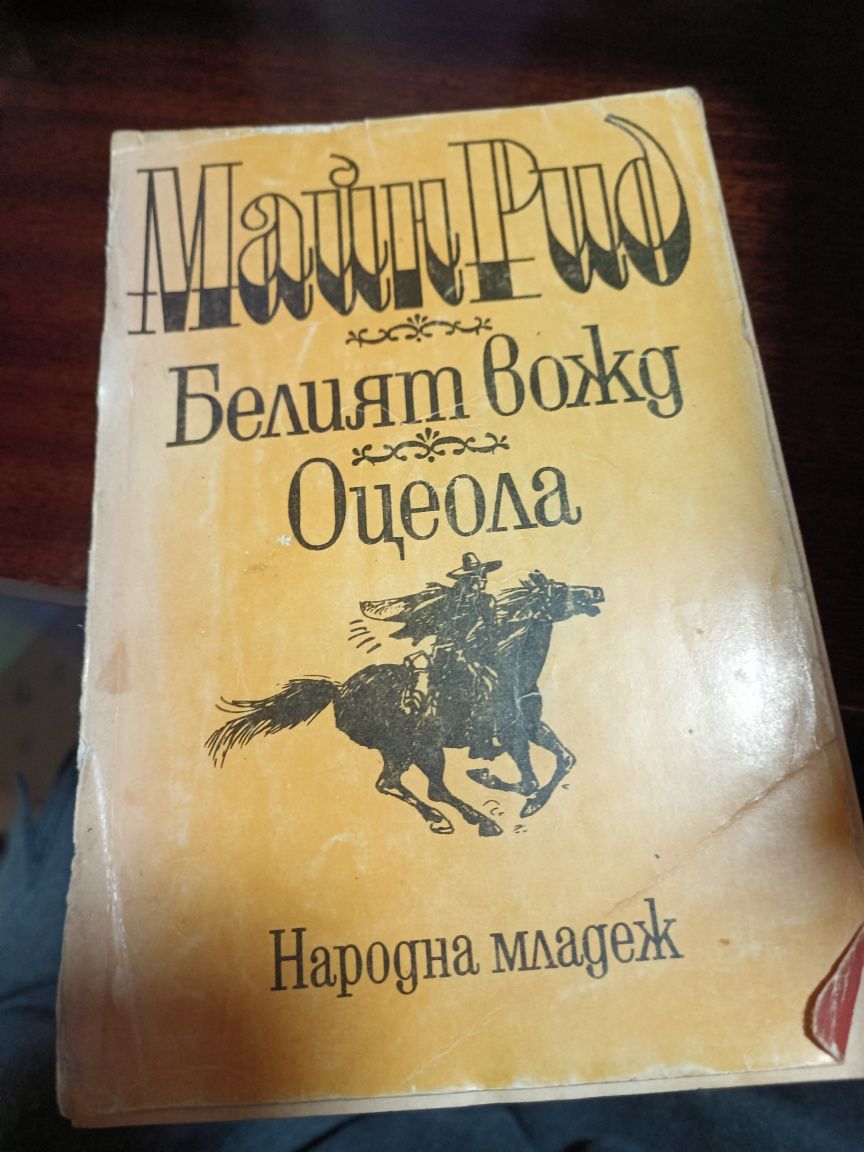 Майн Рид
Белият вожд
Оцеола
Народна младеж